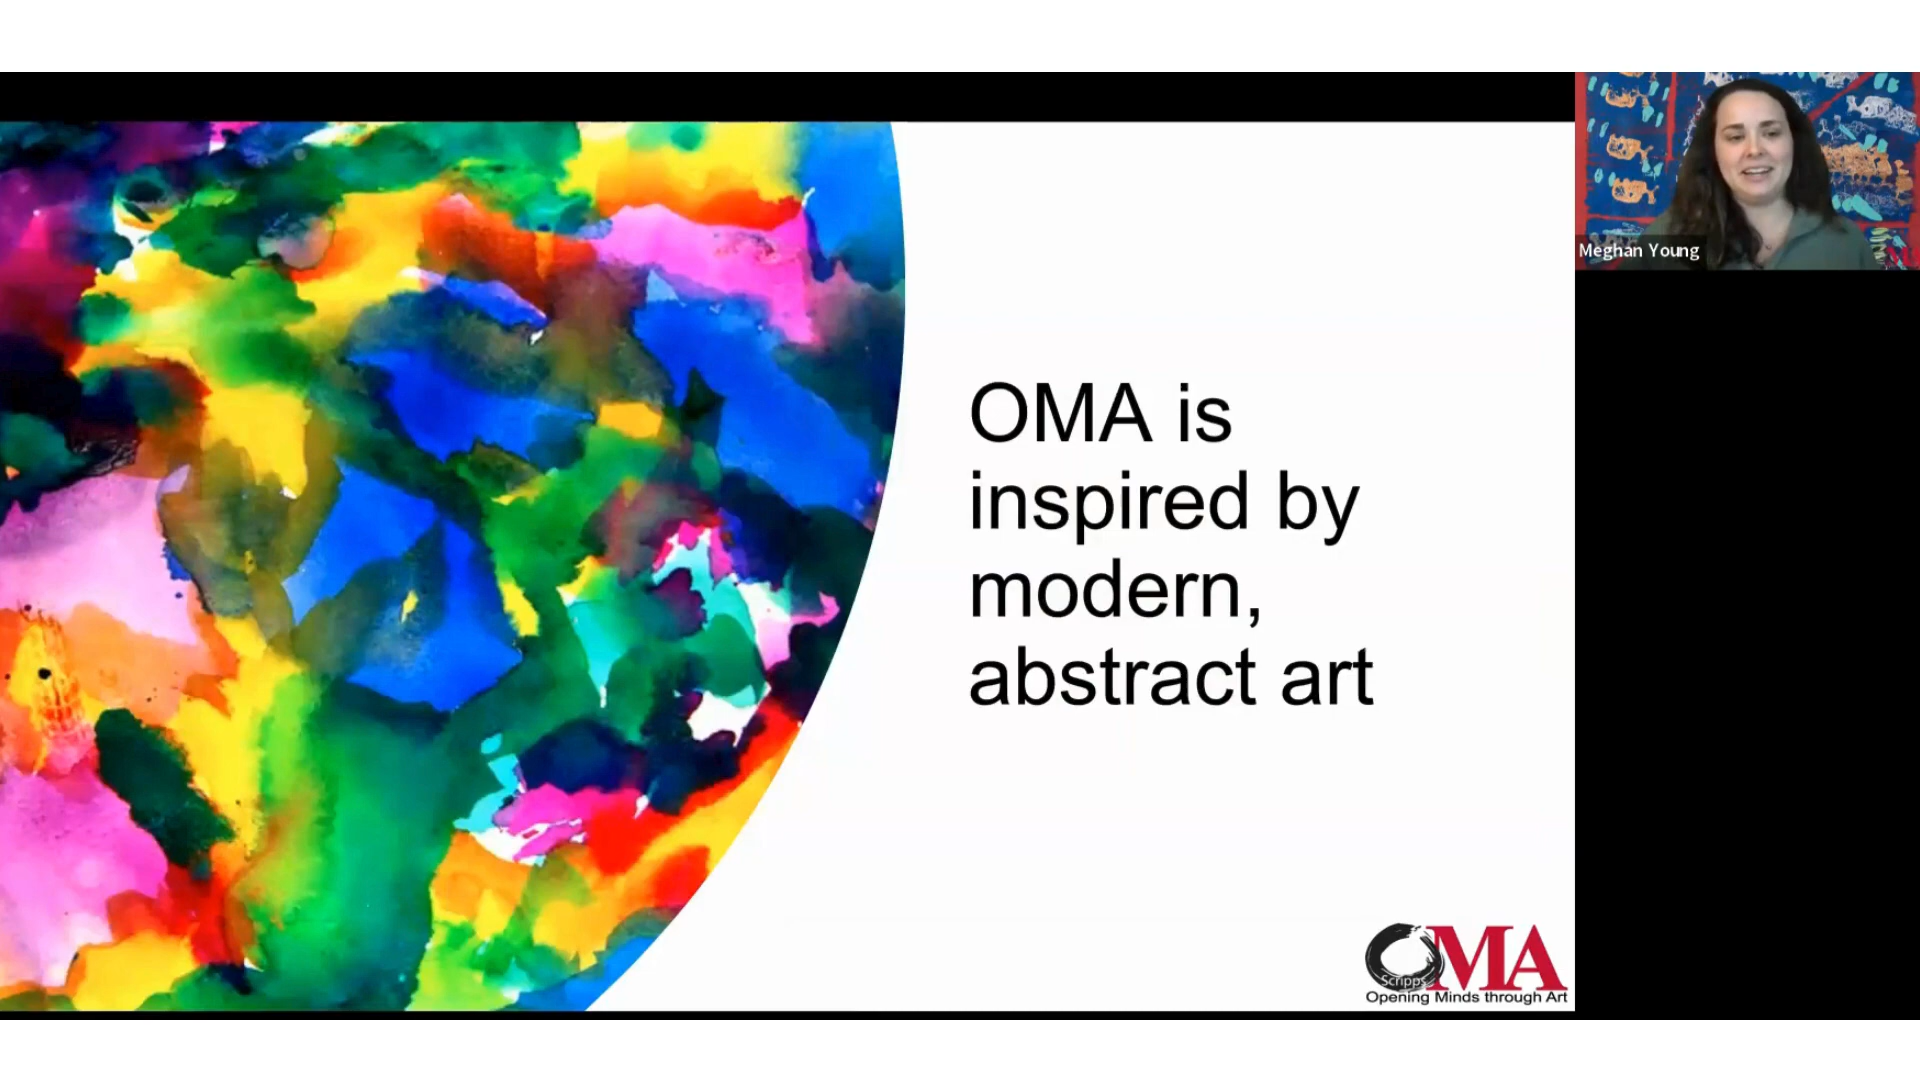 Meghan Young
OMA is
inspired by
modern,
abstract art
OMA
Scripps
Opening Minds through Art